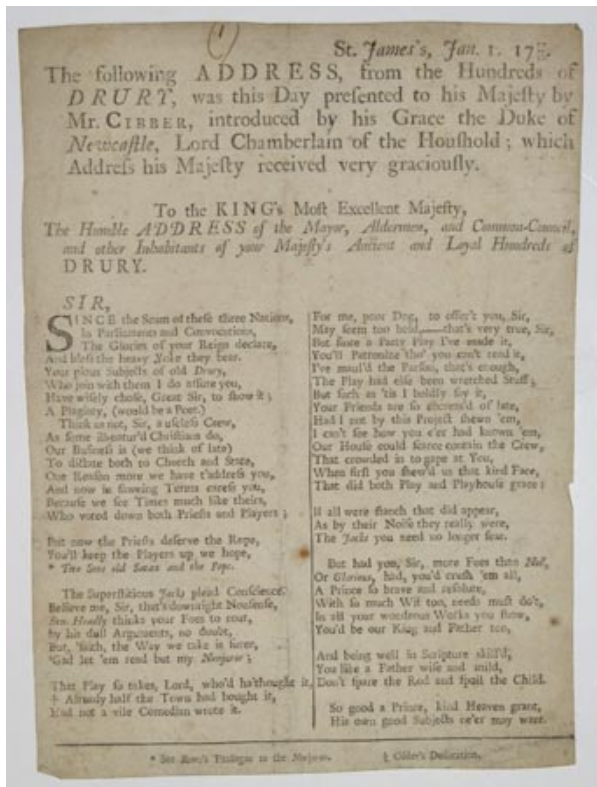 (1)
St. James's, Jan. 1. 17
The following ADDRESS, from the Hundreds of
DRURY, was this Day presented to his Majesty by
Mr. CIBBER, introduced by his Grace the Duke of
Newcastle, Lord Chamberlain of the Houshold; which
Address his Majesty received very graciously.
To the KING's Most Excellent Majesty,
The Humble ADDRESS of the Mayor, Aldermen, and Common-Council,
and other Inhabitants of your Majesty's Ancient and Loyal Hundreds of
DRURY.
SIR,
SINCE the Scum of these three Nations,
In Parliaments and Convocations,
The Glories of your Reign declare,
And bless the heavy Yoke they bear.
Your pious Subjects of old Drury,
Who join with them I do assure you,
Have wisely chose, Great Sir, to show it;
A Plagiary, (would be a Poet.)
Think us not, Sir, a useless Crew,
As some illnatur'd Christians do,
Our Business is (we think of late)
To dictate both to Church and State,
One Reason more we have t'address you,
And now in fawning Terms caress you,
Because we see Times much like theirs,
Who voted down both Priests and Players;
But now the Priests deserve the Rope,
You'll keep the Players up we hope,
* Two Sons old Satan and the Pope.
The Superstitious Jacks plead Conscience:
Believe me, Sir, that's downright Nonsense,
Ben Hoadly thinks your Foes to rout,
by his dull Arguments, no doubt,
But, 'faith, the Way we take is surer,
'Gad let 'em read but my Nonjuror;
That Play so takes, Lord, who'd ha'thought it,
† Already half the Town had bought it,
Had not a vile Comedian wrote it.
For me, poor Dog, to offer't you, Sir,
May seem too bold,—that's very true, Sir,
But since a Party Play I've made it,
You'll Patronize tho' you can't read it,
I've maul'd the Parson, that's enough,
The Play had else been wretched Stuff;
But such as 'tis I boldly say it,
Your Friends are so of late,
Had I not by this Project shewn 'em,
I can't see how you e'er had known 'em,
Our House could scarce contain the Crew,
That crowded in to gape at You,
When first you shew'd us that kind Face,
That did both Play and Playhouse grace;
If all were stanch that did appear,
As by their Noise they really were,
The Jacks you need no longer fear.
But had you, Sir, more Foes than Noll,
Or Glorious, had, you'd crush 'em all,
A Prince so brave and resolute,
With so much Wit too, needs must do't,
In all your wondrous Works you show,
You'd be our King and Father too,
And being well in Scripture skill'd,
You like a Father wise and mild,
Don't spare the Rod and spoil the Child.
So good a Prince, kind Heaven grant,
His own good Subjects ne'er may want.
* See Rowe's Prologue to the Nonjuror.
† Cibber's Dedication.